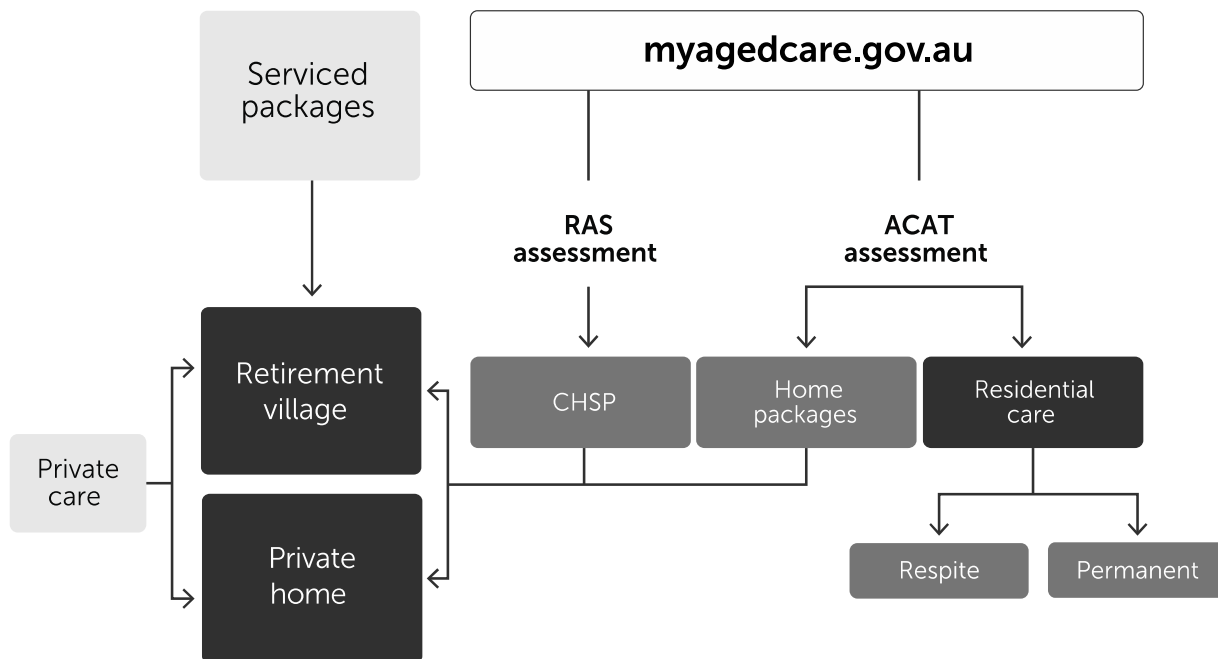 Serviced
packages
myagedcare.gov.au
RAS
assessment
ACAT
assessment
Retirement
village
CHSP
Home
packages
Residential
care
Private
care
Private
home
Respite
Permanent